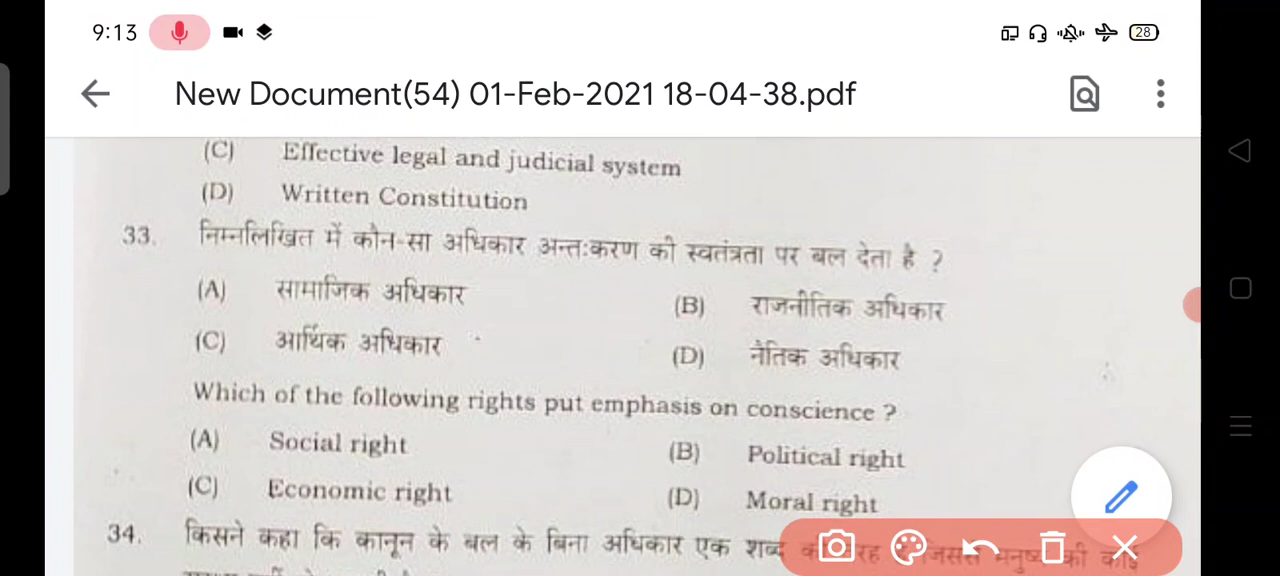 9:13
28
New Document(54) 01-Feb-2021 18-04-38.pdf
(C) Effective legal and judicial system
(D) Written Constitution
33. निम्नलिखित में कौन-सा अधिकार अन्तःकरण की स्वतंत्रता पर बल देता है ?
(A) सामाजिक अधिकार (B) राजनीतिक अधिकार
(C) आर्थिक अधिकार (D) नैतिक अधिकार
Which of the following rights put emphasis on conscience ?
(A) Social right (B) Political right
(C) Economic right (D) Moral right
34. किसने कहा कि कानून के बल के बिना अधिकार एक शब्द की मनुष्य की कोई